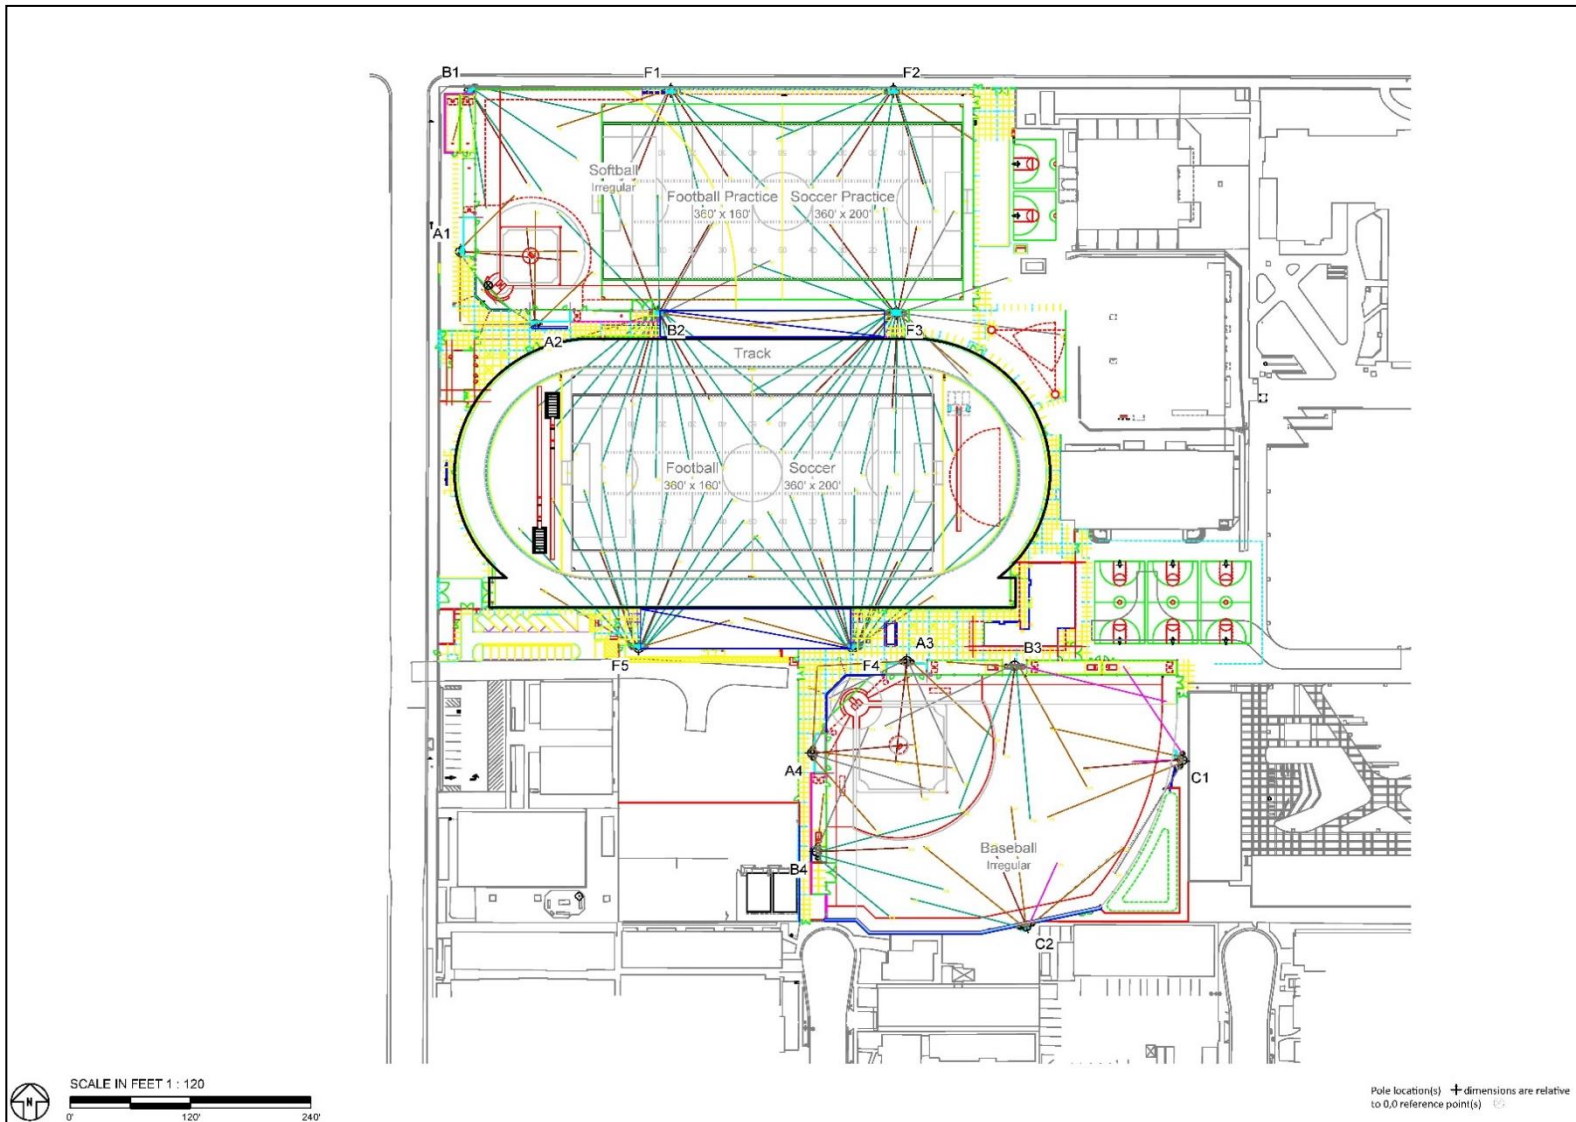 B1
F1
F2
Softball
Irregular
Football Practice
360' x 160'
Soccer Practice
360' x 200'
A1
A2
B2
F3
Track
Football
360' x 160'
Soccer
360' x 200'
F5
F4
A3
B3
A4
C1
B4
Baseball
Irregular
C2
N
SCALE IN FEET 1 : 120
0' 120' 240'
Pole location(s) dimensions are relative
to 0,0 reference point(s)